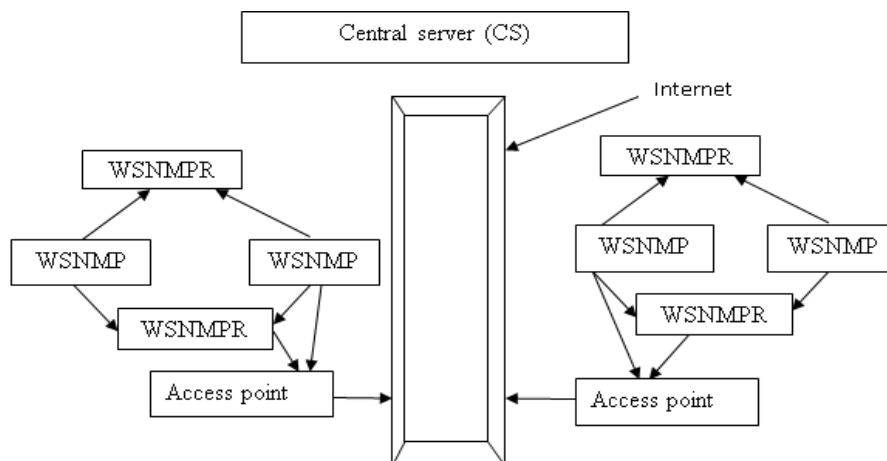 Central server (CS)
Internet
WSNMPR
WSNMPR
WSNMP
WSNMP
WSNMP
WSNMP
WSNMPR
WSNMPR
Access point
Access point